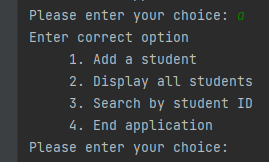 Please enter your choice: a
Enter correct option
1. Add a student
2. Display all students
3. Search by student ID
4. End application
Please enter your choice: